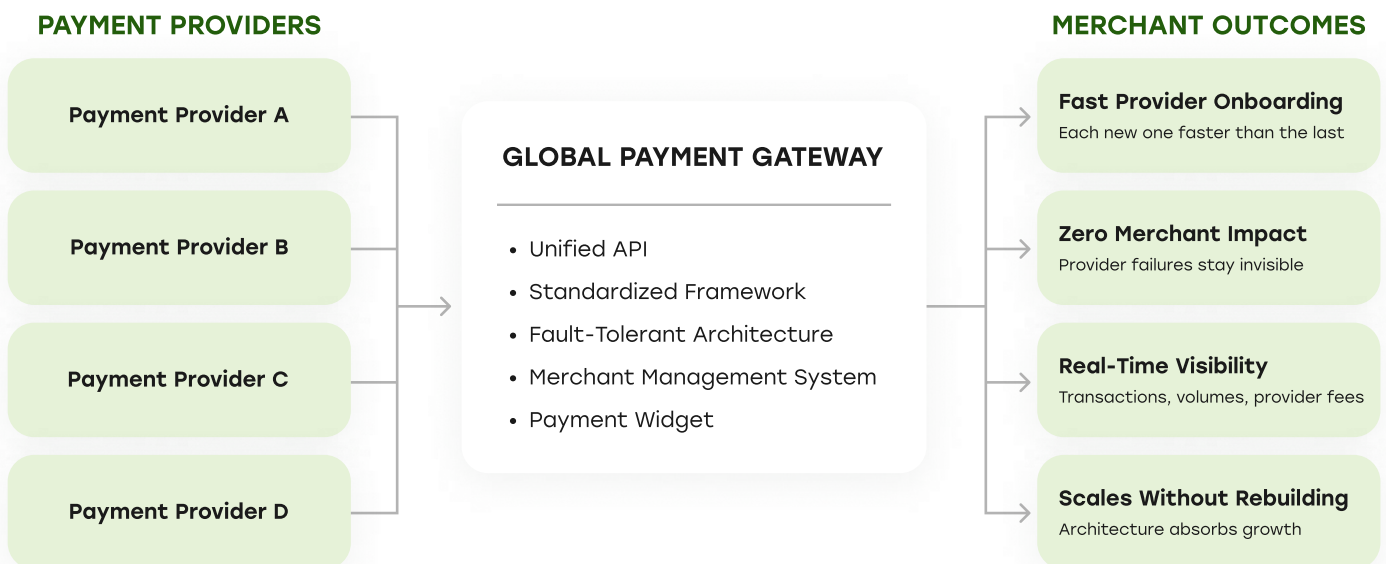 PAYMENT PROVIDERS
Payment Provider A
Payment Provider B
Payment Provider C
Payment Provider D
GLOBAL PAYMENT GATEWAY
• Unified API
• Standardized Framework
• Fault-Tolerant Architecture
• Merchant Management System
• Payment Widget
MERCHANT OUTCOMES
Fast Provider Onboarding
Each new one faster than the last
Zero Merchant Impact
Provider failures stay invisible
Real-Time Visibility
Transactions, volumes, provider fees
Scales Without Rebuilding
Architecture absorbs growth